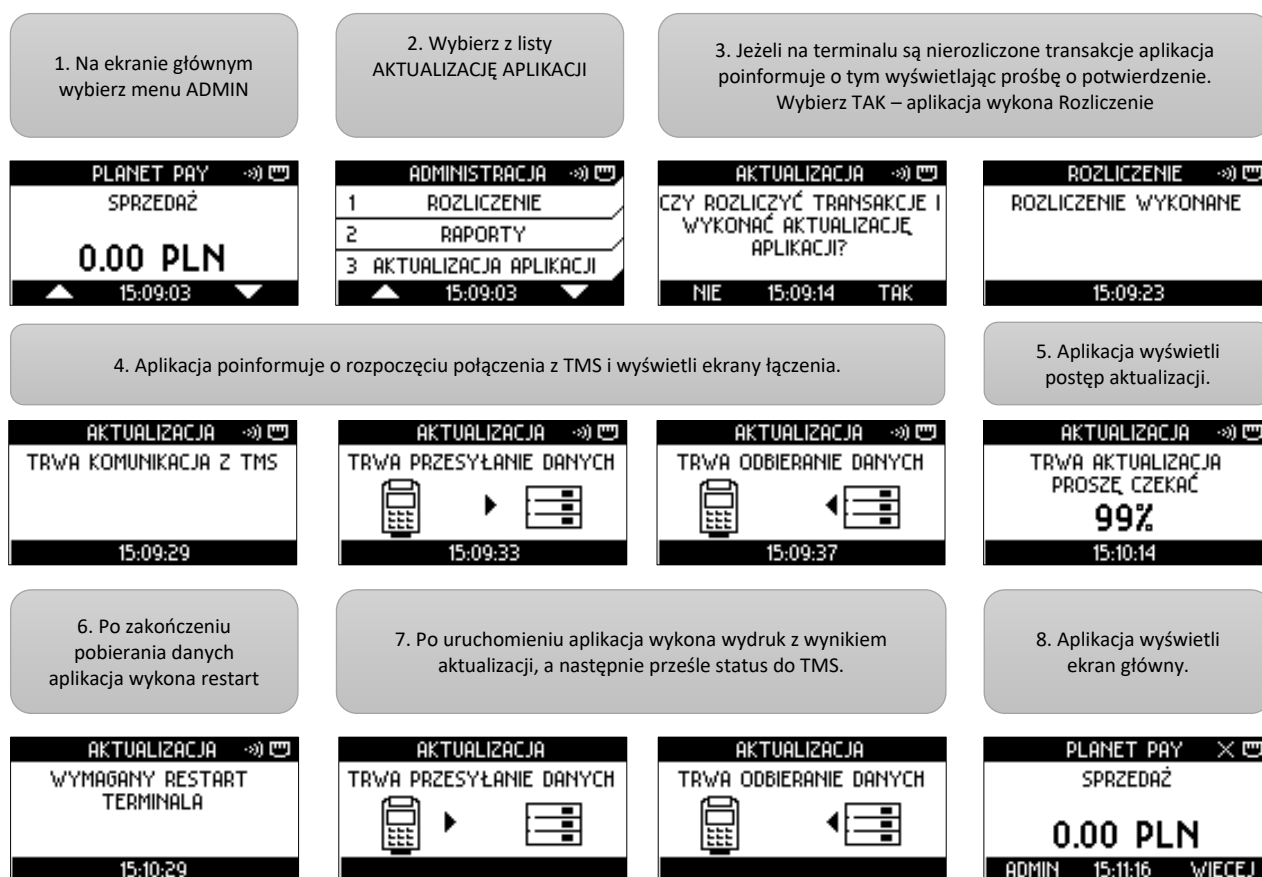 1. Na ekranie głównym
wybierz menu ADMIN
2. Wybierz z listy
AKTUALIZACJĘ APLIKACJI
3. Jeżeli na terminalu są nierozliczone transakcje aplikacja
poinformuje o tym wyświetlając prośbę o potwierdzenie.
Wybierz TAK – aplikacja wykona Rozliczenie
PLANET PAY
SPRZEDAŻ
0.00 PLN
15:09:03
ADMINISTRACJA
1 ROZLICZENIE
2 RAPORTY
3 AKTUALIZACJA APLIKACJI
15:09:03
AKTUALIZACJA
CZY ROZLICZYĆ TRANSAKCJE I
WYKONAĆ AKTUALIZACJĘ
APLIKACJI?
NIE 15:09:14 TAK
ROZLICZENIE
ROZLICZENIE WYKONANE
15:09:23
4. Aplikacja poinformuje o rozpoczęciu połączenia z TMS i wyświetli ekrany łączenia.
5. Aplikacja wyświetli
postęp aktualizacji.
AKTUALIZACJA
TRWA KOMUNIKACJA Z TMS
15:09:29
AKTUALIZACJA
TRWA PRZESYŁANIE DANYCH
15:09:33
AKTUALIZACJA
TRWA ODBIERANIE DANYCH
15:09:37
AKTUALIZACJA
TRWA AKTUALIZACJA
PROSZĘ CZEKAĆ
99%
15:10:14
6. Po zakończeniu
pobierania danych
aplikacja wykona restart
7. Po uruchomieniu aplikacja wykona wydruk z wynikiem
aktualizacji, a następnie prześle status do TMS.
8. Aplikacja wyświetli
ekran główny.
AKTUALIZACJA
WYMAGANY RESTART
TERMINALA
15:10:29
AKTUALIZACJA
TRWA PRZESYŁANIE DANYCH
AKTUALIZACJA
TRWA ODBIERANIE DANYCH
PLANET PAY
SPRZEDAŻ
0.00 PLN
ADMIN 15:11:16 WIĘCEJ